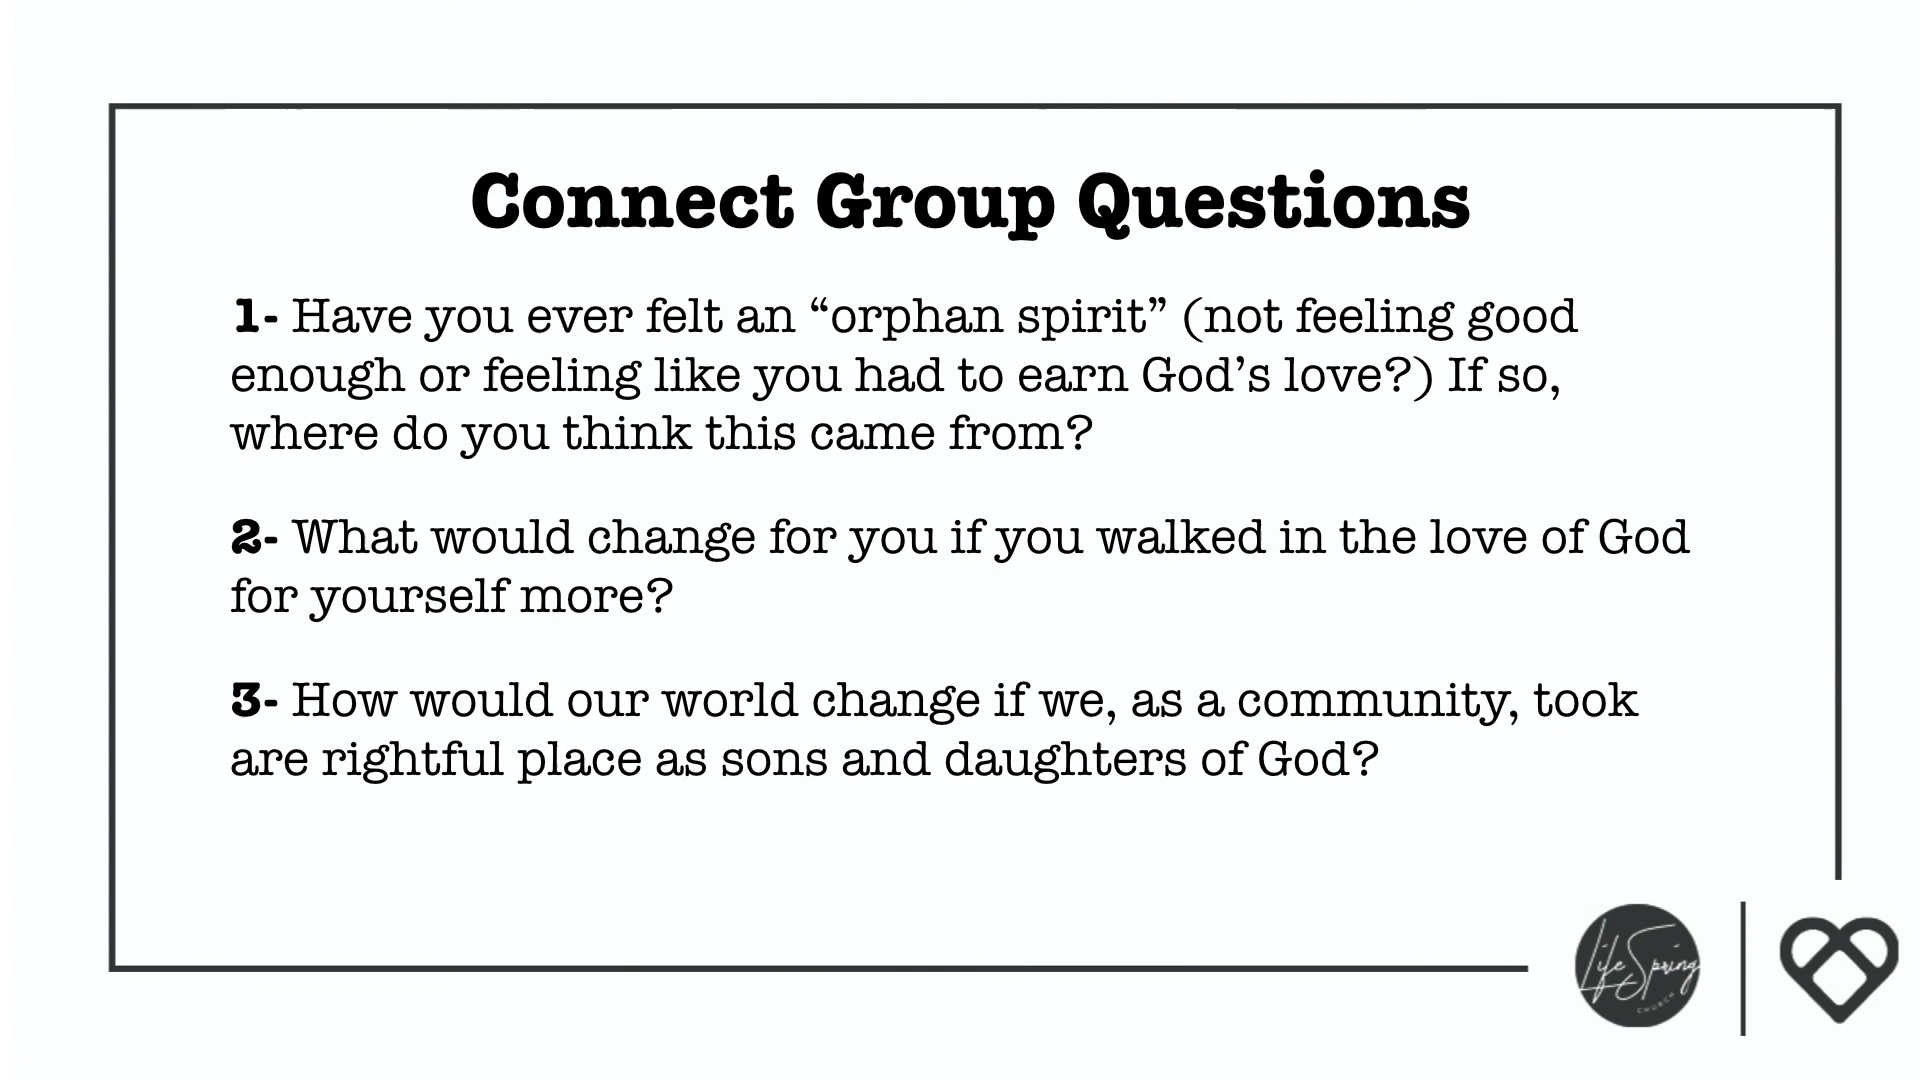 Connect Group Questions
1- Have you ever felt an “orphan spirit” (not feeling good
enough or feeling like you had to earn God’s love?) If so,
where do you think this came from?
2- What would change for you if you walked in the love of God
for yourself more?
3- How would our world change if we, as a community, took
are rightful place as sons and daughters of God?
Life Spring
CHURCH